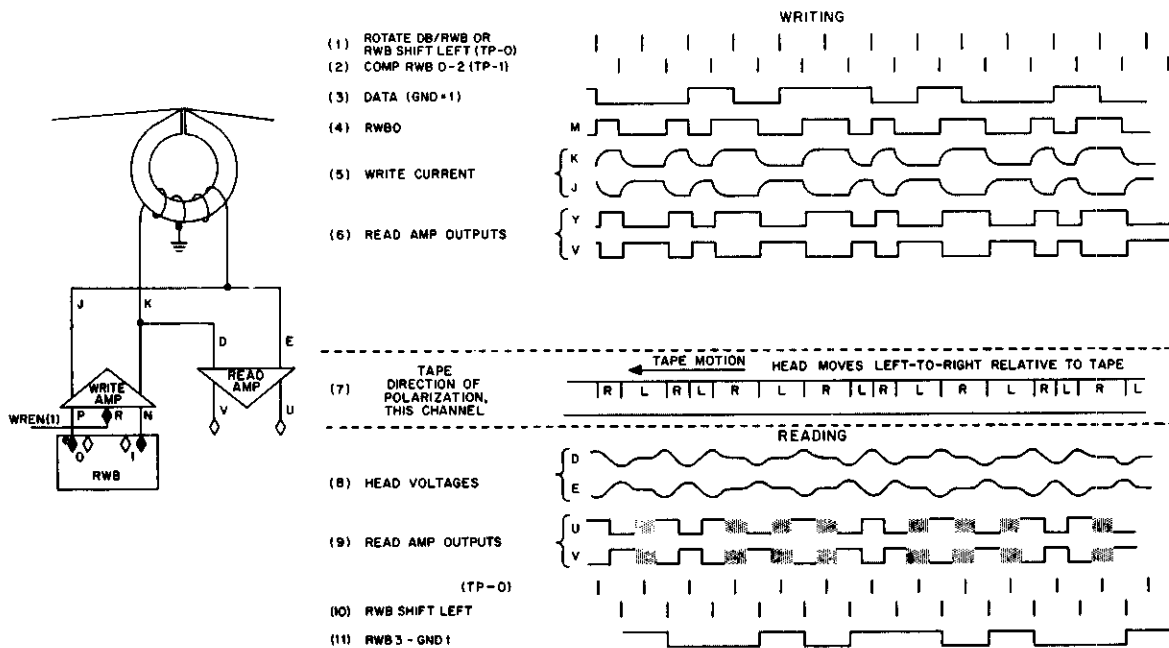 WRITING
(1) ROTATE DB/RWB OR
RWB SHIFT LEFT (TP-0)
(2) COMP RWB 0-2 (TP-1)
(3) DATA (GND=1)
(4) RWB0 M
(5) WRITE CURRENT K
J
(6) READ AMP OUTPUTS Y
V
J K
D E
WRITE
AMP
READ
AMP
P R N
V U
WREN(1)
0 1
RWB
TAPE MOTION HEAD MOVES LEFT-TO-RIGHT RELATIVE TO TAPE
(7) TAPE
DIRECTION OF
POLARIZATION,
THIS CHANNEL
R L R L R L R L R L R L R L R L
READING
(8) HEAD VOLTAGES D
E
(9) READ AMP OUTPUTS U
V
(TP-0)
(10) RWB SHIFT LEFT
(11) RWB3 - GND 1